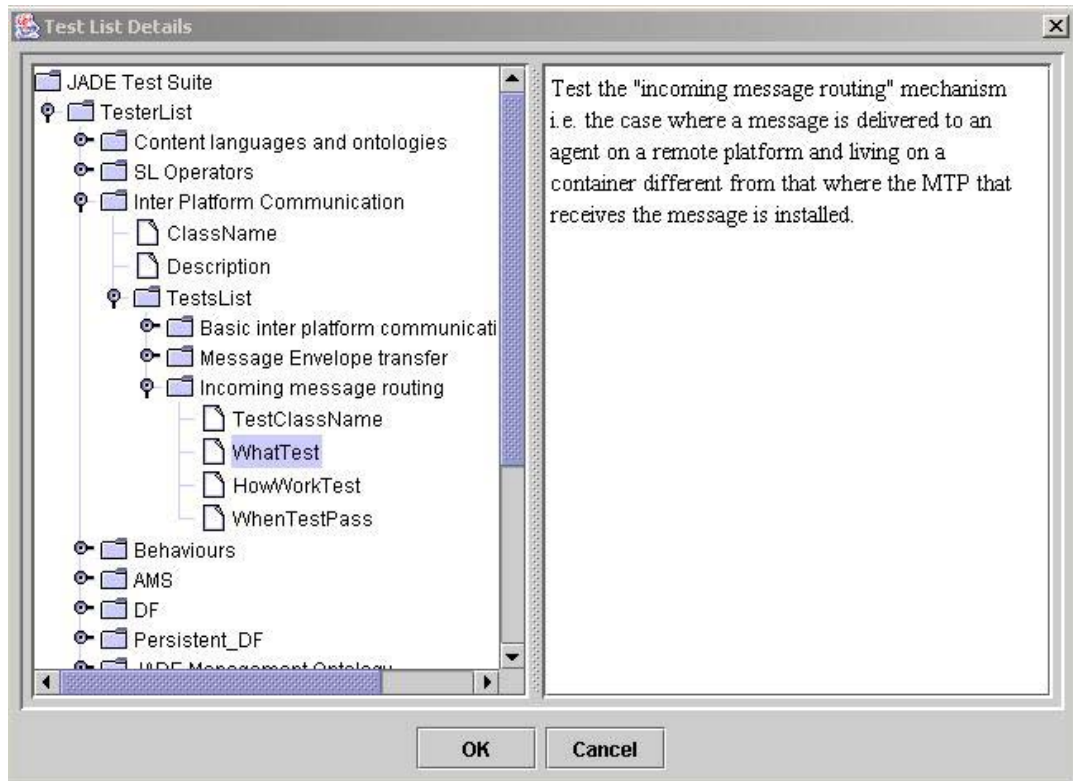 Test List Details
JADE Test Suite
TesterList
Content languages and ontologies
SL Operators
Inter Platform Communication
ClassName
Description
TestsList
Basic inter platform communicati
Message Envelope transfer
Incoming message routing
TestClassName
WhatTest
HowWorkTest
WhenTestPass
Behaviours
AMS
DF
Persistent_DF
JADE Management Ontology
Test the "incoming message routing" mechanism
i.e. the case where a message is delivered to an
agent on a remote platform and living on a
container different from that where the MTP that
receives the message is installed.
OK
Cancel